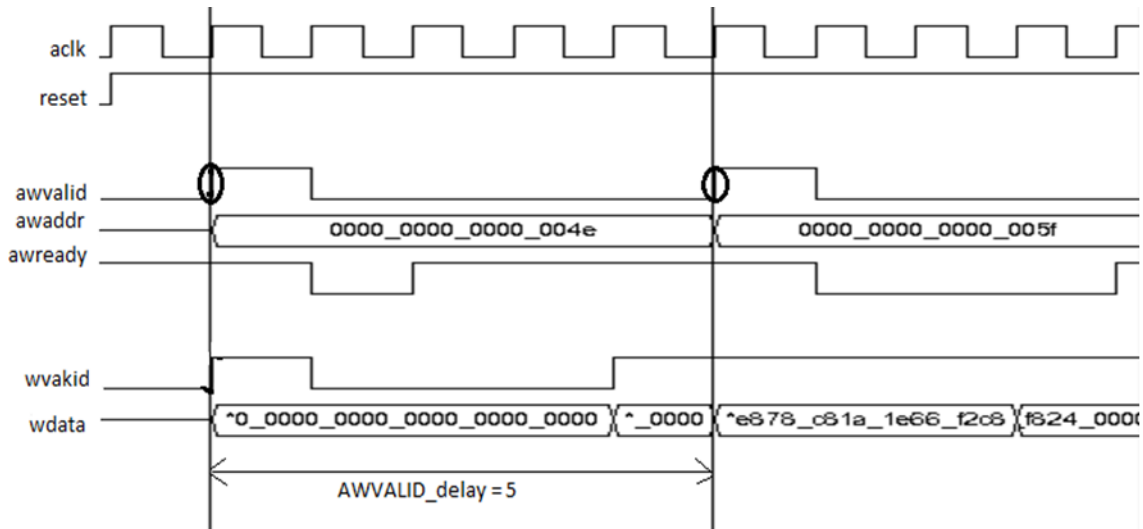 aclk
reset
awvalid
awaddr 0000_0000_0000_004e 0000_0000_0000_005f
awready
wvakid
wdata ^0_0000_0000_0000_0000_0000 ^_0000 ^e878_c81a_1e66_f2c8 f824_0000
AWVALID_delay = 5